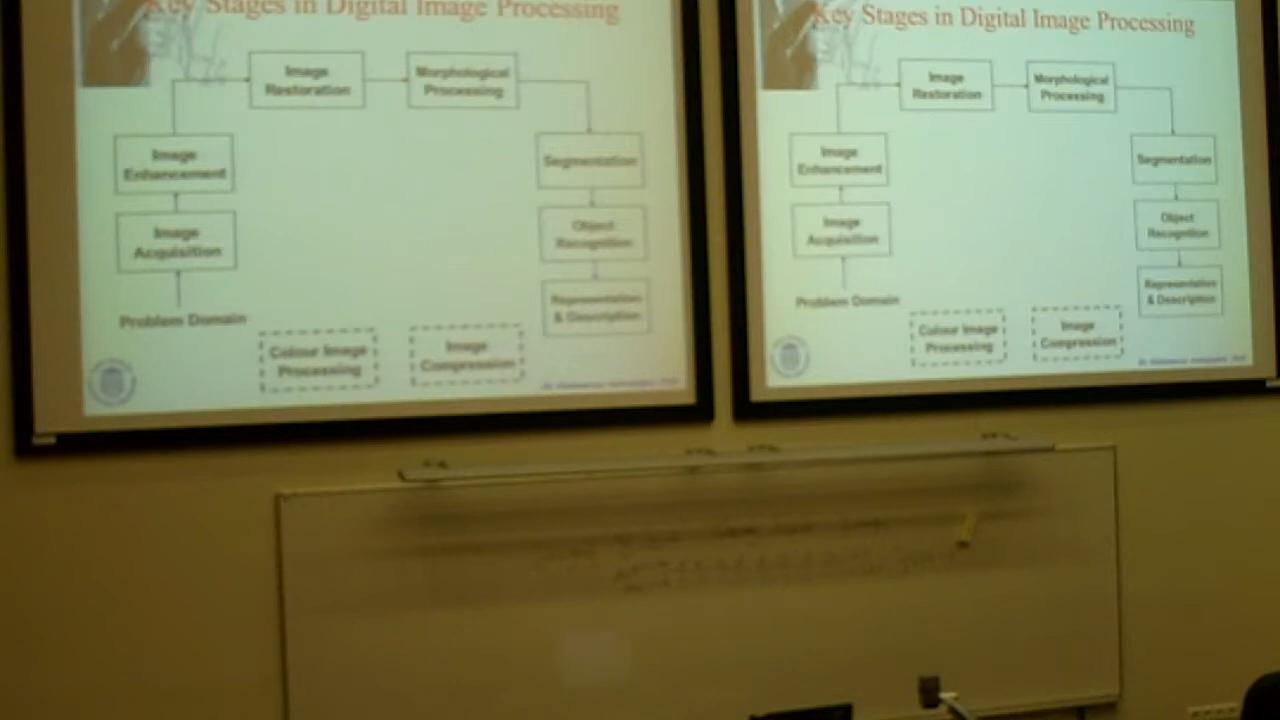 Key Stages in Digital Image Processing
Image
Restoration
Morphological
Processing
Image
Enhancement
Segmentation
Image
Acquisition
Object
Recognition
Representation
& Description
Problem Domain
Colour Image
Processing
Image
Compression
Key Stages in Digital Image Processing
Image
Restoration
Morphological
Processing
Image
Enhancement
Segmentation
Image
Acquisition
Object
Recognition
Representation
& Description
Problem Domain
Colour Image
Processing
Image
Compression